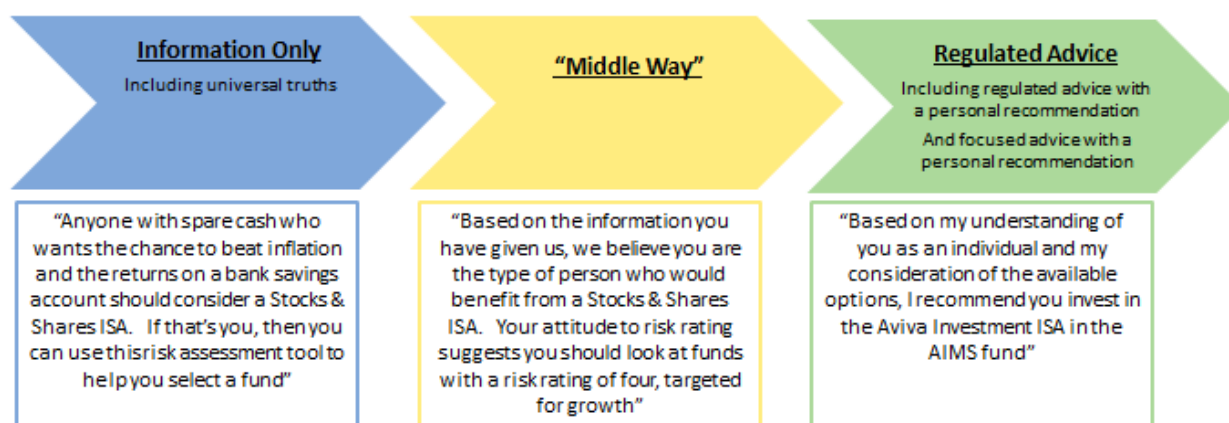 Information Only
Including universal truths
"Anyone with spare cash who
wants the chance to beat inflation
and the returns on a bank savings
account should consider a Stocks &
Shares ISA. If that's you, then you
can use this risk assessment tool to
help you select a fund"
"Middle Way"
"Based on the information you
have given us, we believe you are
the type of person who would
benefit from a Stocks & Shares
ISA. Your attitude to risk rating
suggests you should look at funds
with a risk rating of four, targeted
for growth"
Regulated Advice
Including regulated advice with
a personal recommendation
And focused advice with a
personal recommendation
"Based on my understanding of
you as an individual and my
consideration of the available
options, I recommend you invest in
the Aviva Investment ISA in the
AIMS fund"